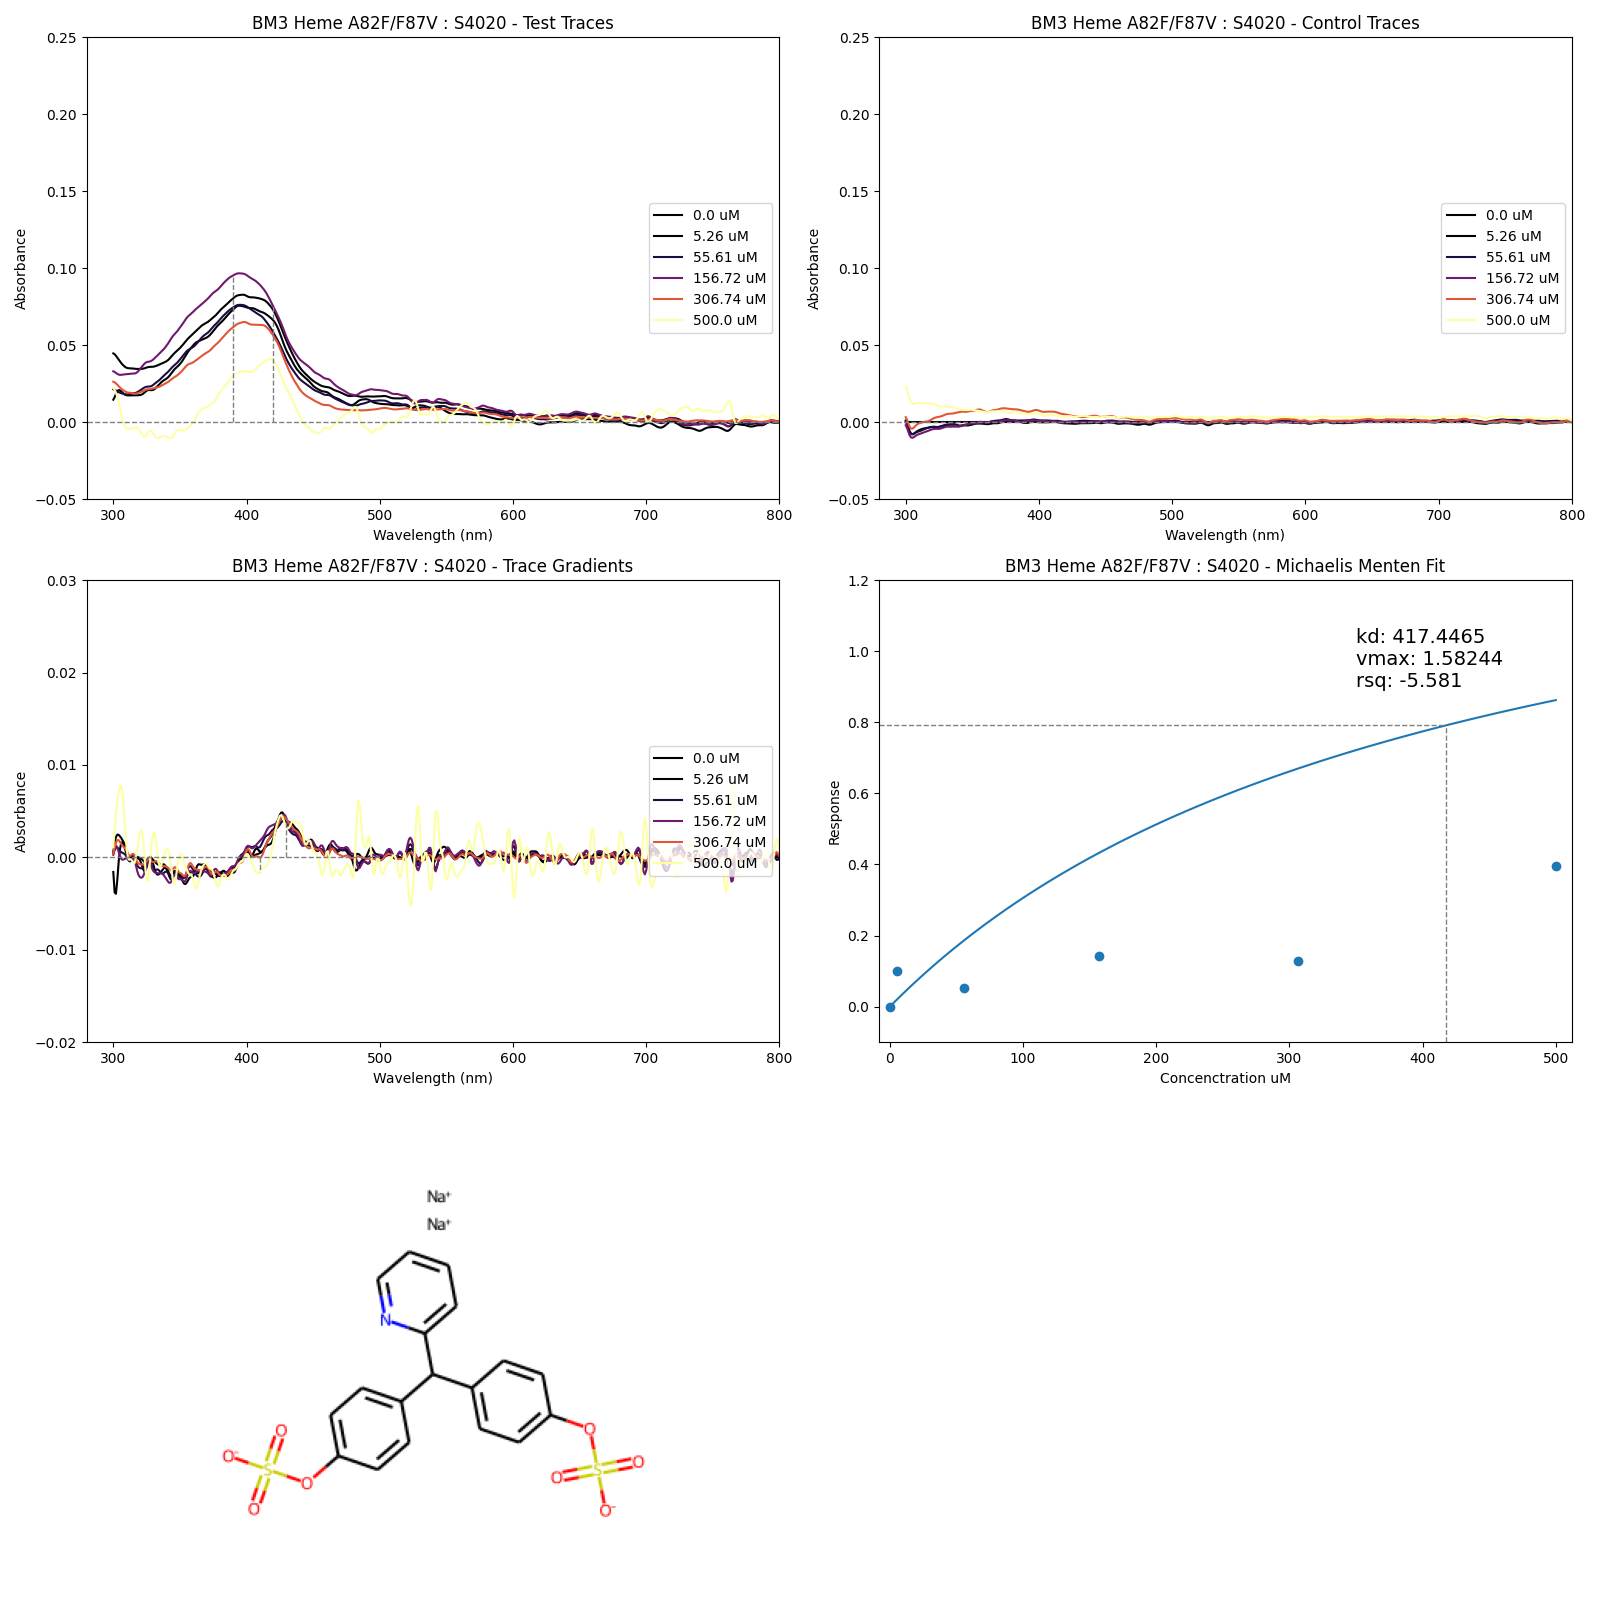 BM3 Heme A82F/F87V : S4020 - Test Traces
0.25
0.20
0.15
0.10
0.05
0.00
−0.05
Absorbance
300 400 500 600 700 800
Wavelength (nm)
0.0 uM
5.26 uM
55.61 uM
156.72 uM
306.74 uM
500.0 uM
BM3 Heme A82F/F87V : S4020 - Control Traces
0.25
0.20
0.15
0.10
0.05
0.00
−0.05
Absorbance
300 400 500 600 700 800
Wavelength (nm)
0.0 uM
5.26 uM
55.61 uM
156.72 uM
306.74 uM
500.0 uM
BM3 Heme A82F/F87V : S4020 - Trace Gradients
0.03
0.02
0.01
0.00
−0.01
−0.02
Absorbance
300 400 500 600 700 800
Wavelength (nm)
0.0 uM
5.26 uM
55.61 uM
156.72 uM
306.74 uM
500.0 uM
BM3 Heme A82F/F87V : S4020 - Michaelis Menten Fit
1.2
1.0
0.8
0.6
0.4
0.2
0.0
Response
kd: 417.4465
vmax: 1.58244
rsq: -5.581
0 100 200 300 400 500
Concenctration uM
Na+
Na+
N
O
O-
S
O
O
O
O
S
O
O-